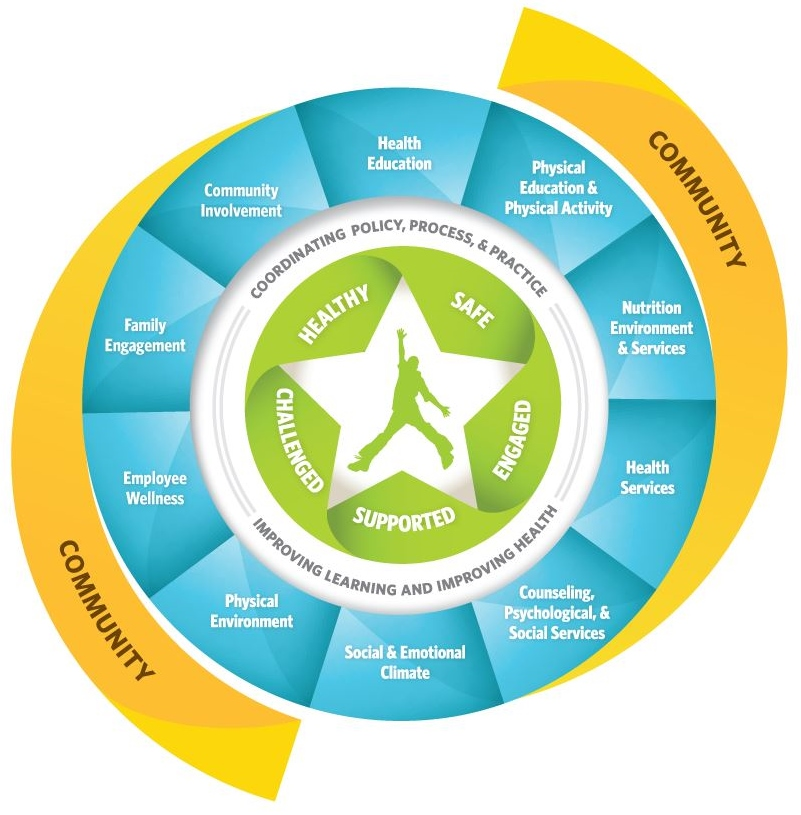 COMMUNITY
Health
Education
Physical
Education &
Physical Activity
Nutrition
Environment
& Services
Health
Services
Counseling,
Psychological, &
Social Services
Social & Emotional
Climate
Physical
Environment
Employee
Wellness
Family
Engagement
Community
Involvement
COORDINATING POLICY, PROCESS, & PRACTICE
IMPROVING LEARNING AND IMPROVING HEALTH
HEALTHY
SAFE
ENGAGED
SUPPORTED
CHALLENGED
COMMUNITY